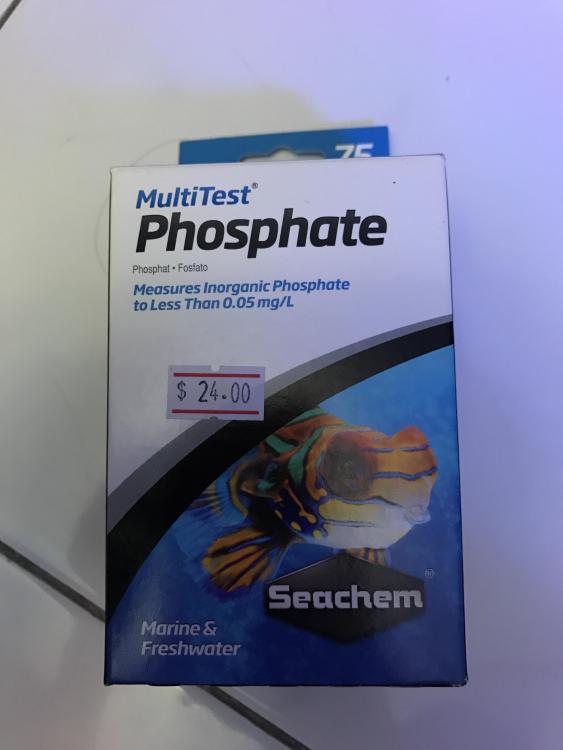 75
MultiTest®
Phosphate
Phosphat • Fosfato
Measures Inorganic Phosphate
to Less Than 0.05 mg/L
$ 24.00
Seachem®
Marine &
Freshwater